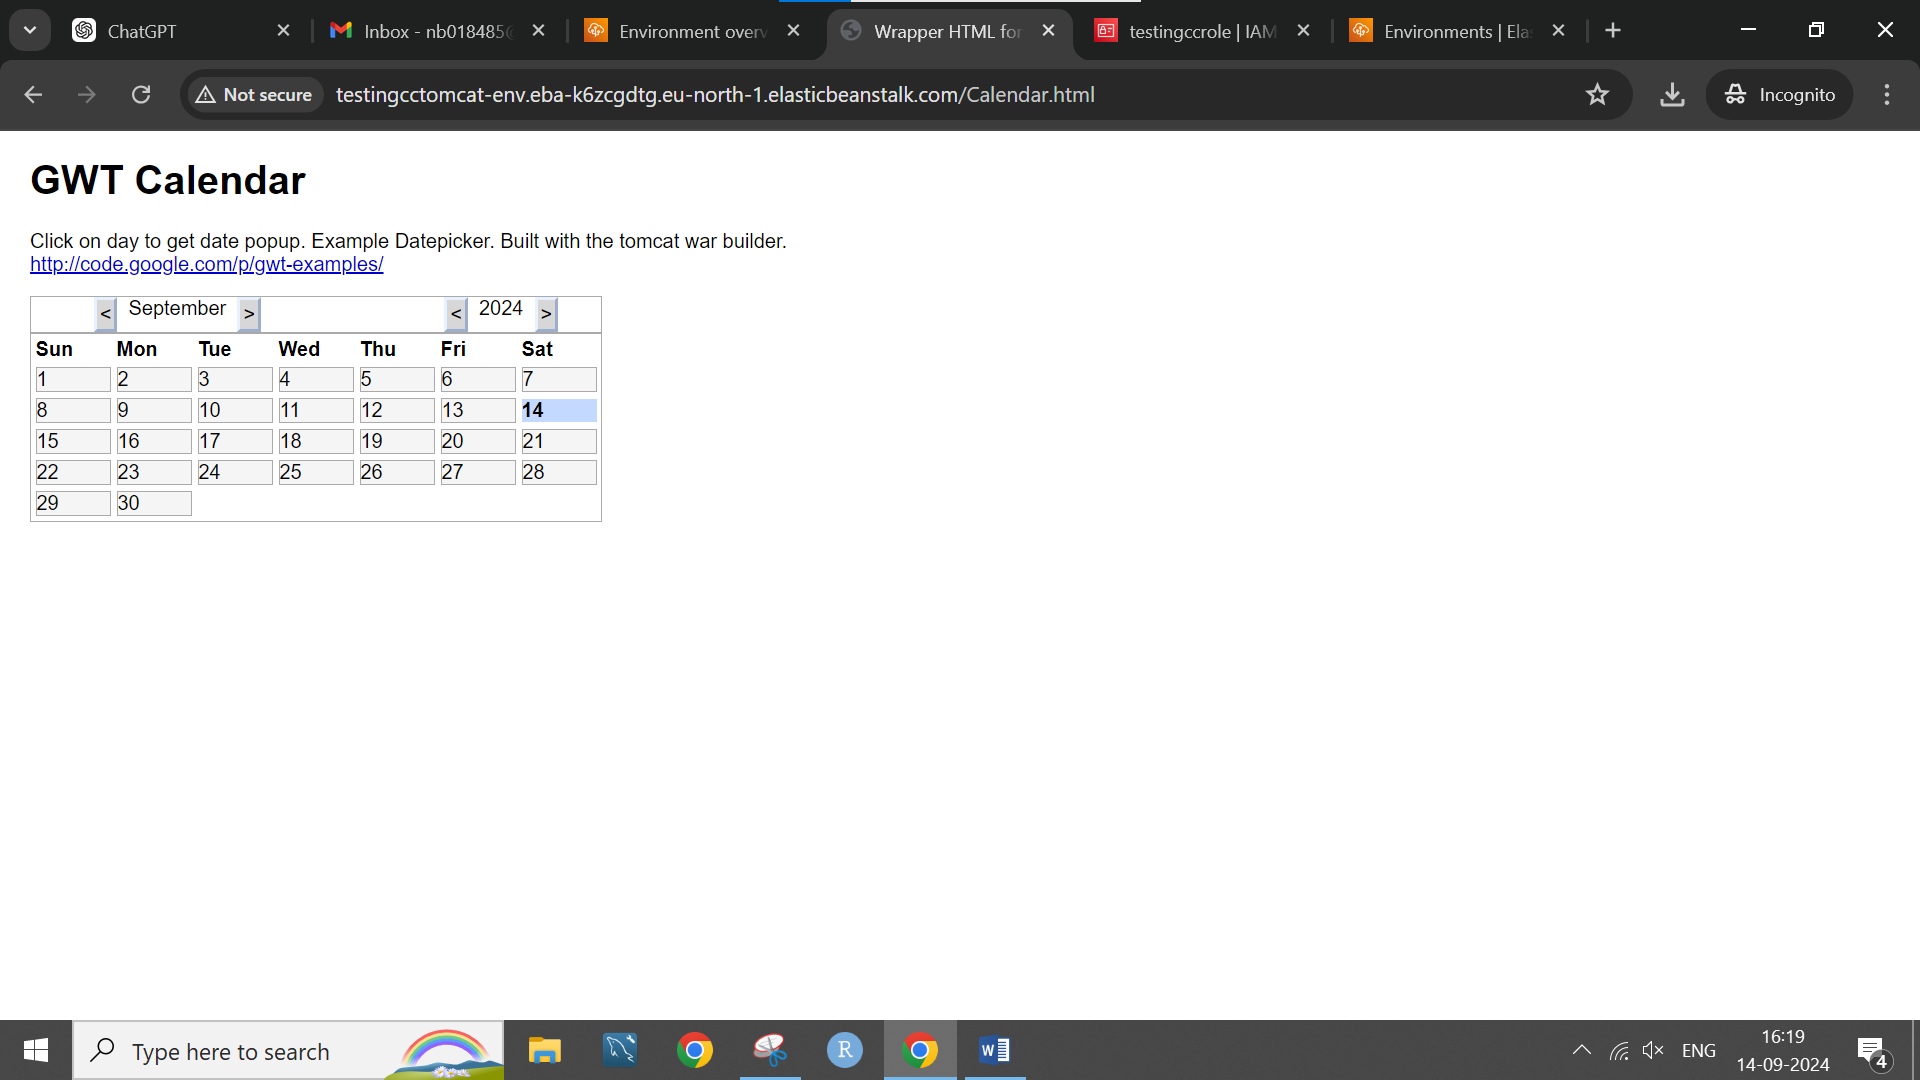 ChatGPT
Inbox - nb018485
Environment overv
Wrapper HTML for
testingccrole | IAM
Environments | Ela
Not secure
testingcctomcat-env.eba-k6zcgdtg.eu-north-1.elasticbeanstalk.com/Calendar.html
Incognito
GWT Calendar
Click on day to get date popup. Example Datepicker. Built with the tomcat war builder.
http://code.google.com/p/gwt-examples/
< September > < 2024 >
Sun Mon Tue Wed Thu Fri Sat
1 2 3 4 5 6 7
8 9 10 11 12 13 14
15 16 17 18 19 20 21
22 23 24 25 26 27 28
29 30
Type here to search
R
W
ENG
16:19
14-09-2024
4